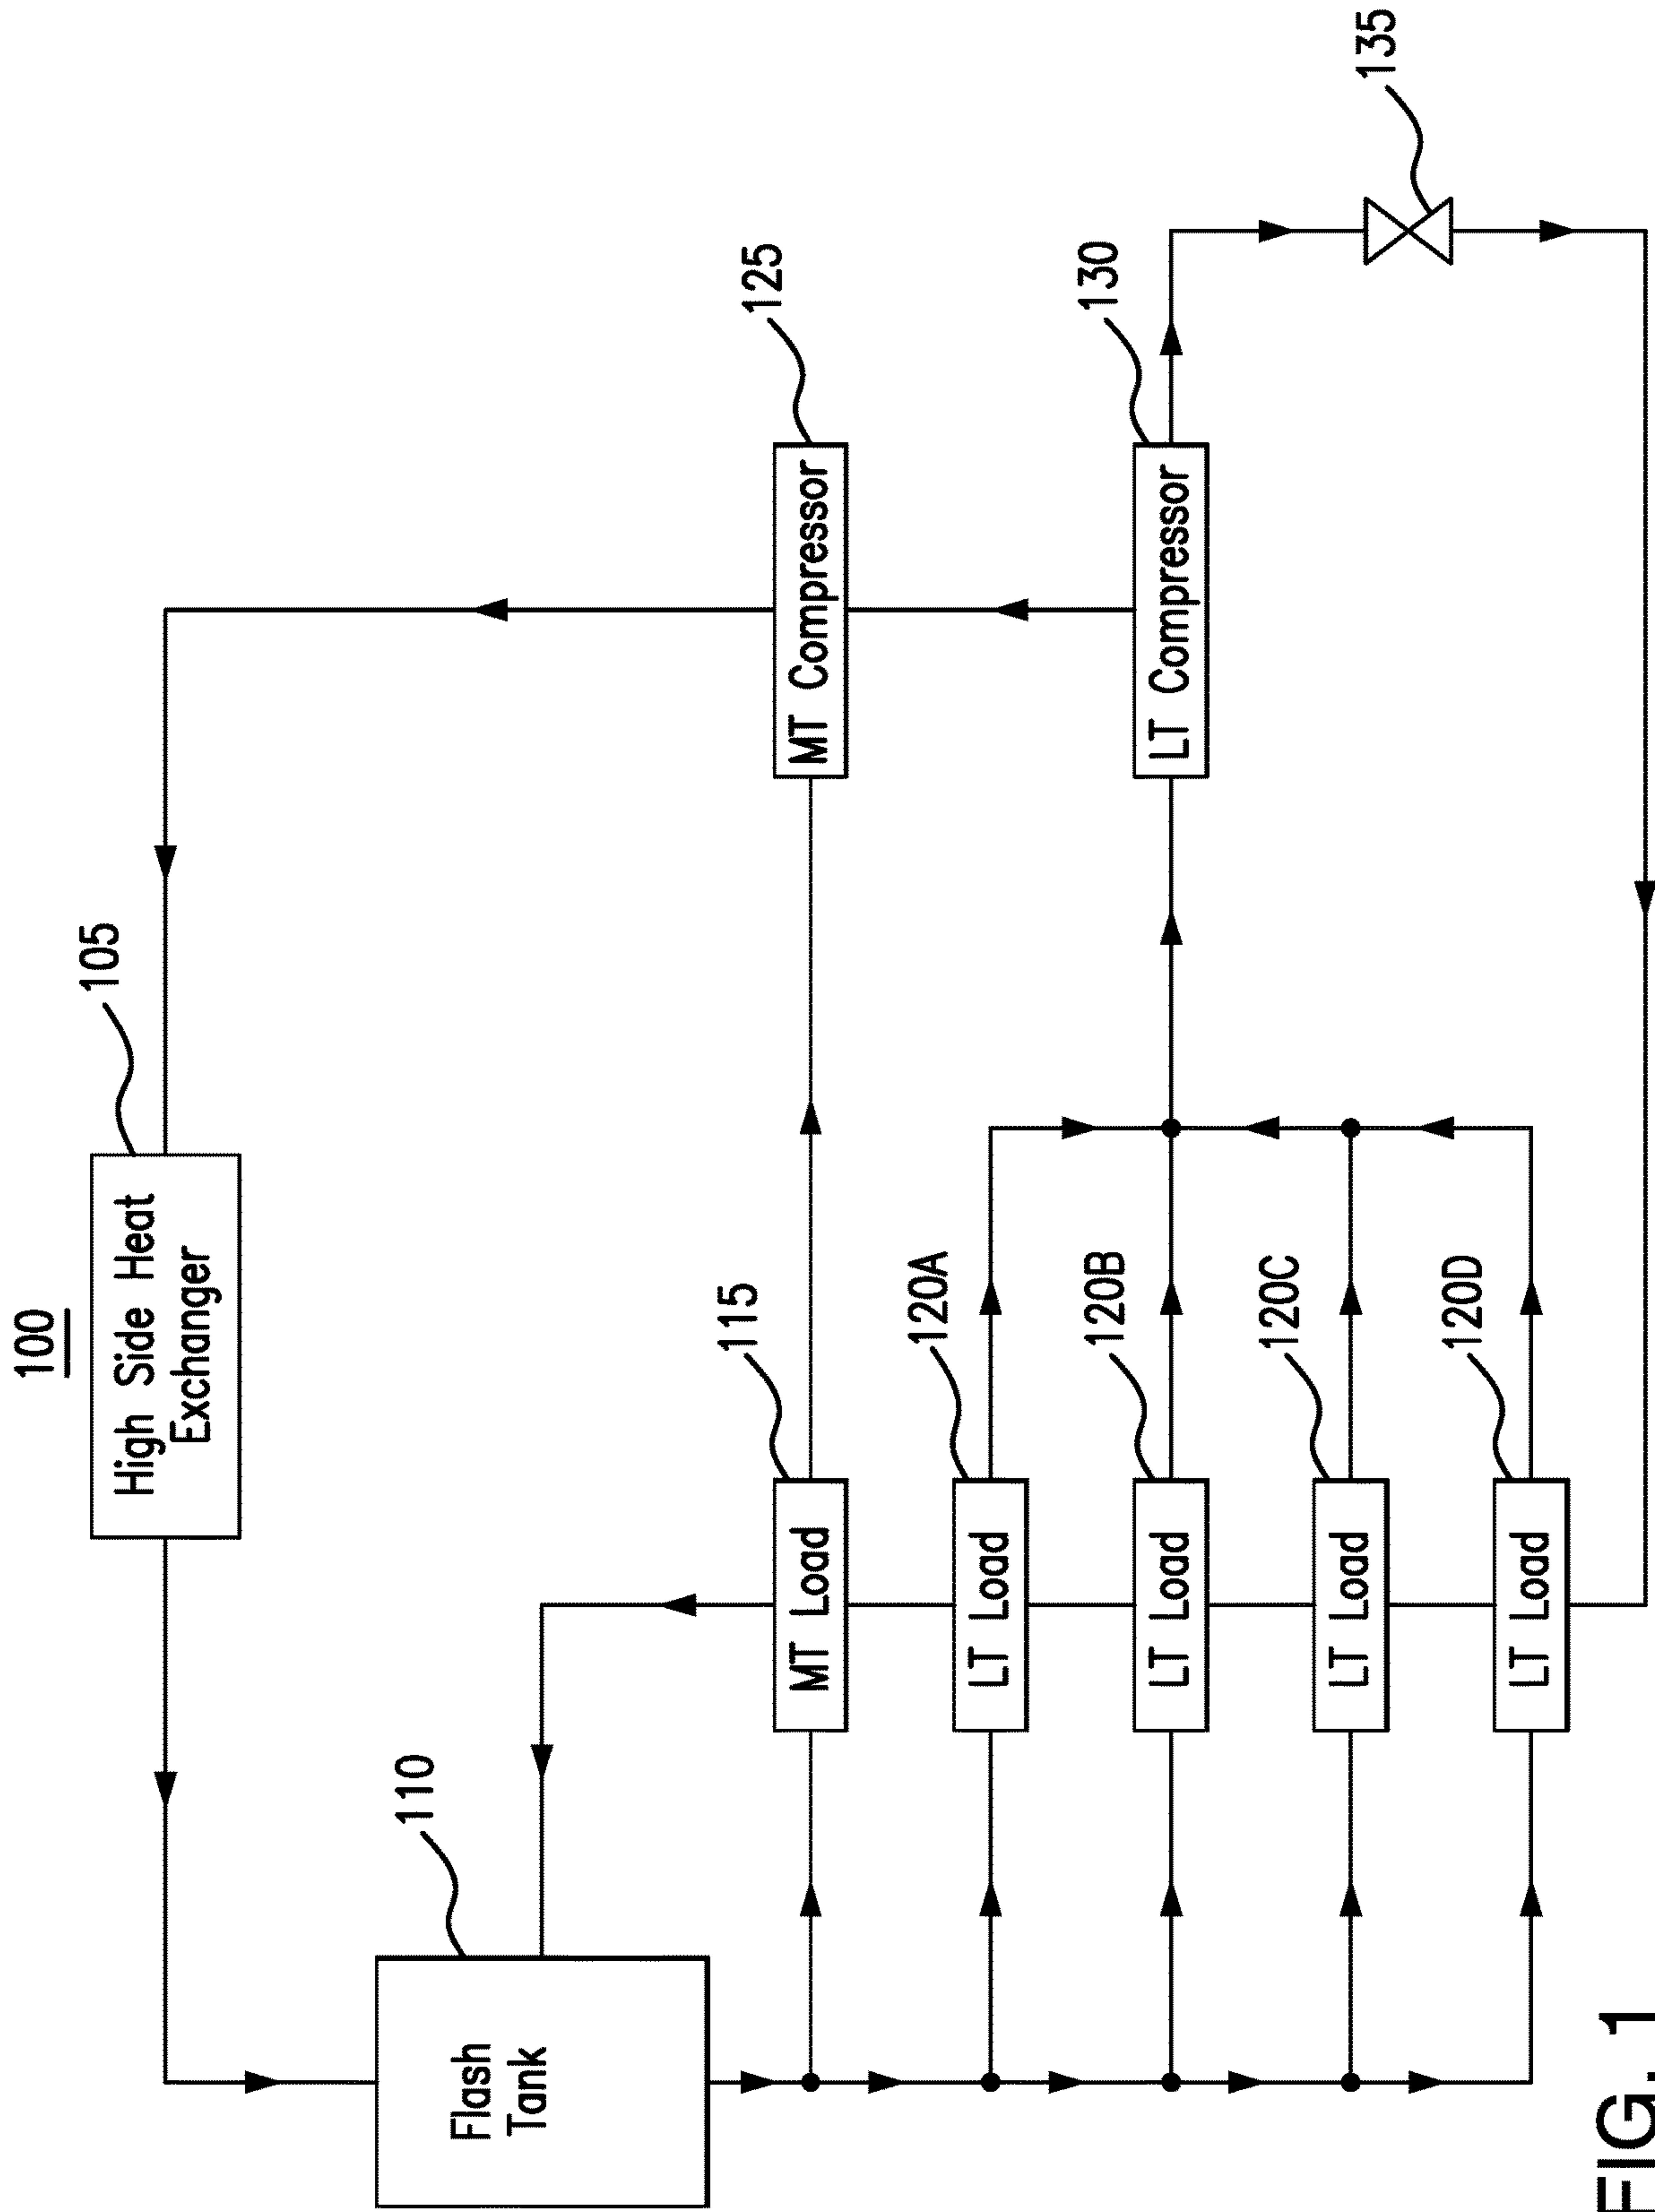 100
105
High Side Heat
Exchanger
110
Flash
Tank
115
MT Load
125
MT Compressor
120A
LT Load
120B
LT Load
130
LT Compressor
120C
LT Load
120D
LT Load
135
FIG. 1